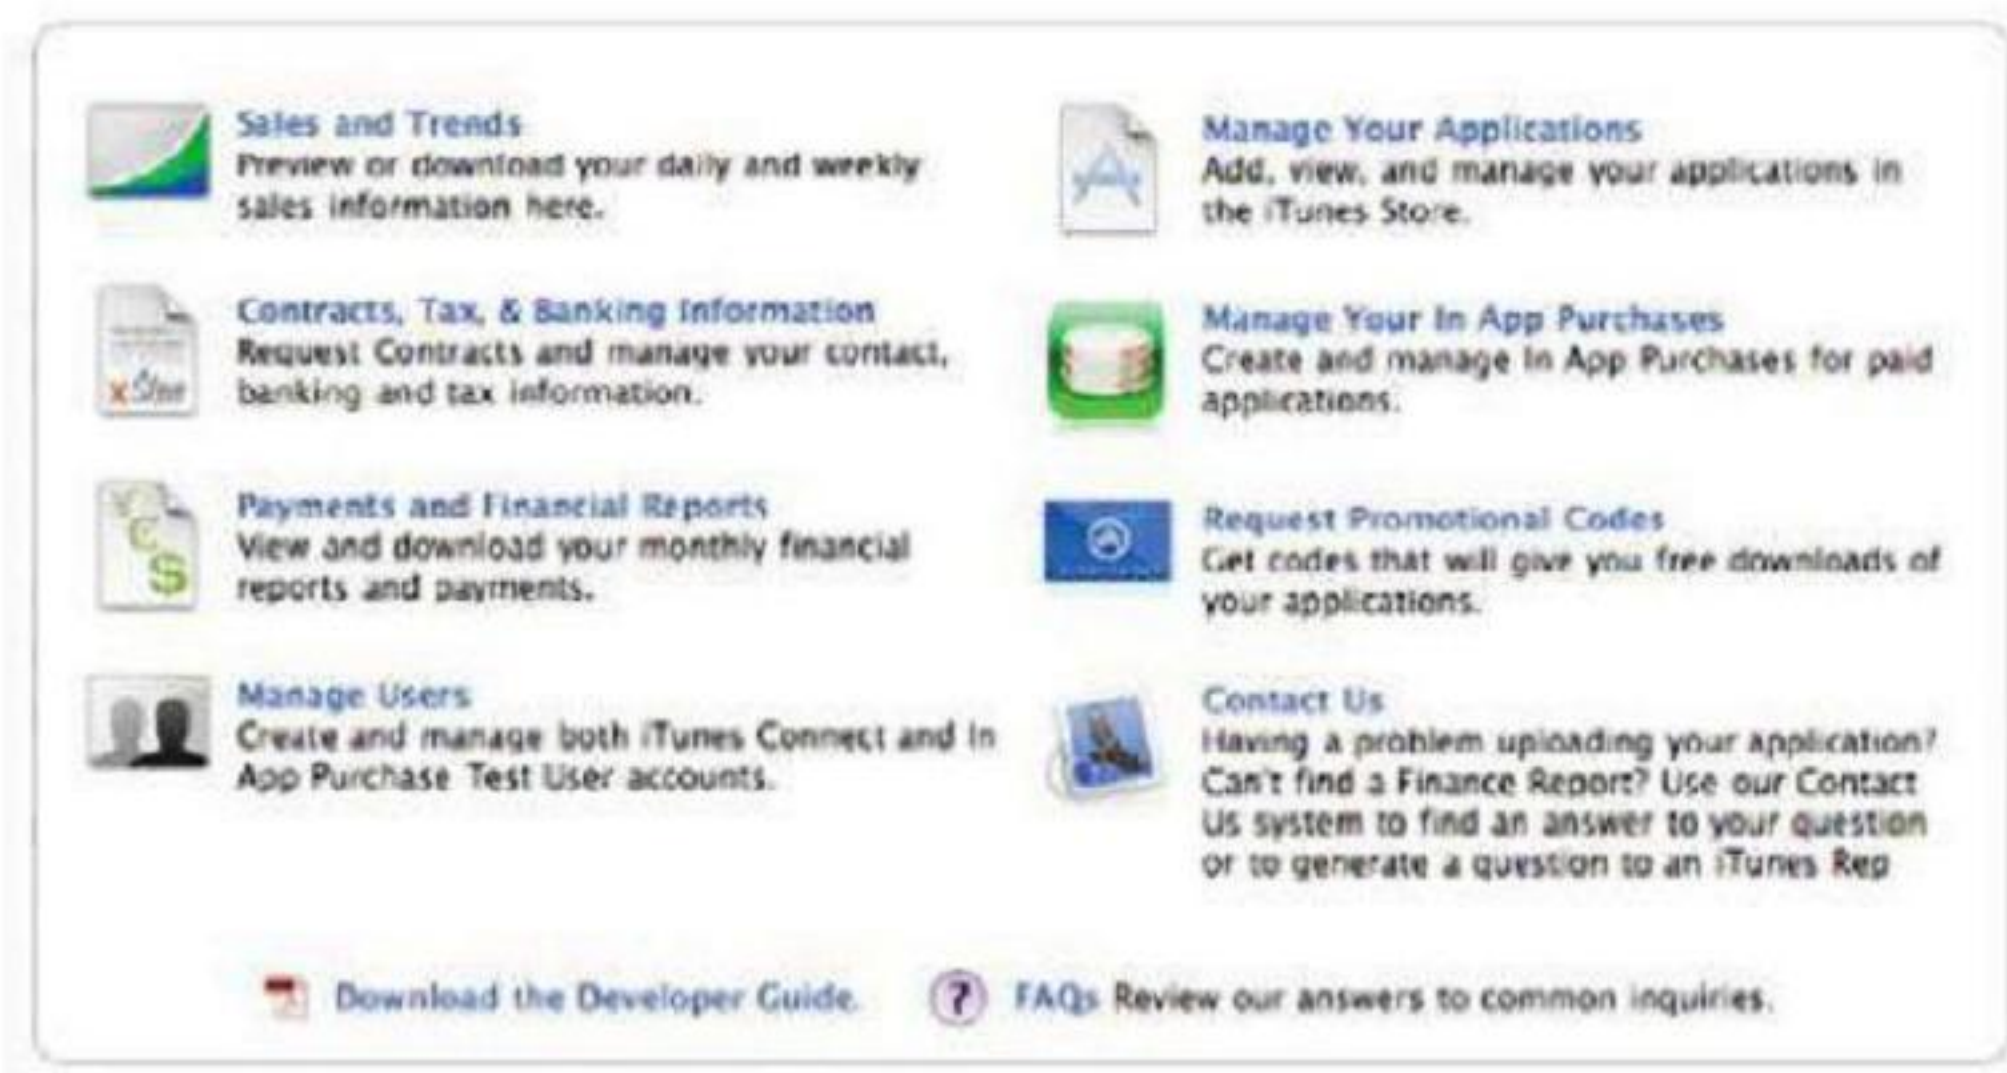 Sales and Trends
Preview or download your daily and weekly
sales information here.
Contracts, Tax, & Banking Information
Request Contracts and manage your contact,
banking and tax information.
Payments and Financial Reports
View and download your monthly financial
reports and payments.
Manage Users
Create and manage both iTunes Connect and In
App Purchase Test User accounts.
Manage Your Applications
Add, view, and manage your applications in
the iTunes Store.
Manage Your In App Purchases
Create and manage In App Purchases for paid
applications.
Request Promotional Codes
Get codes that will give you free downloads of
your applications.
Contact Us
Having a problem uploading your application?
Can't find a Finance Report? Use our Contact
Us system to find an answer to your question
or to generate a question to an iTunes Rep
Download the Developer Guide.
? FAQs Review our answers to common inquiries.